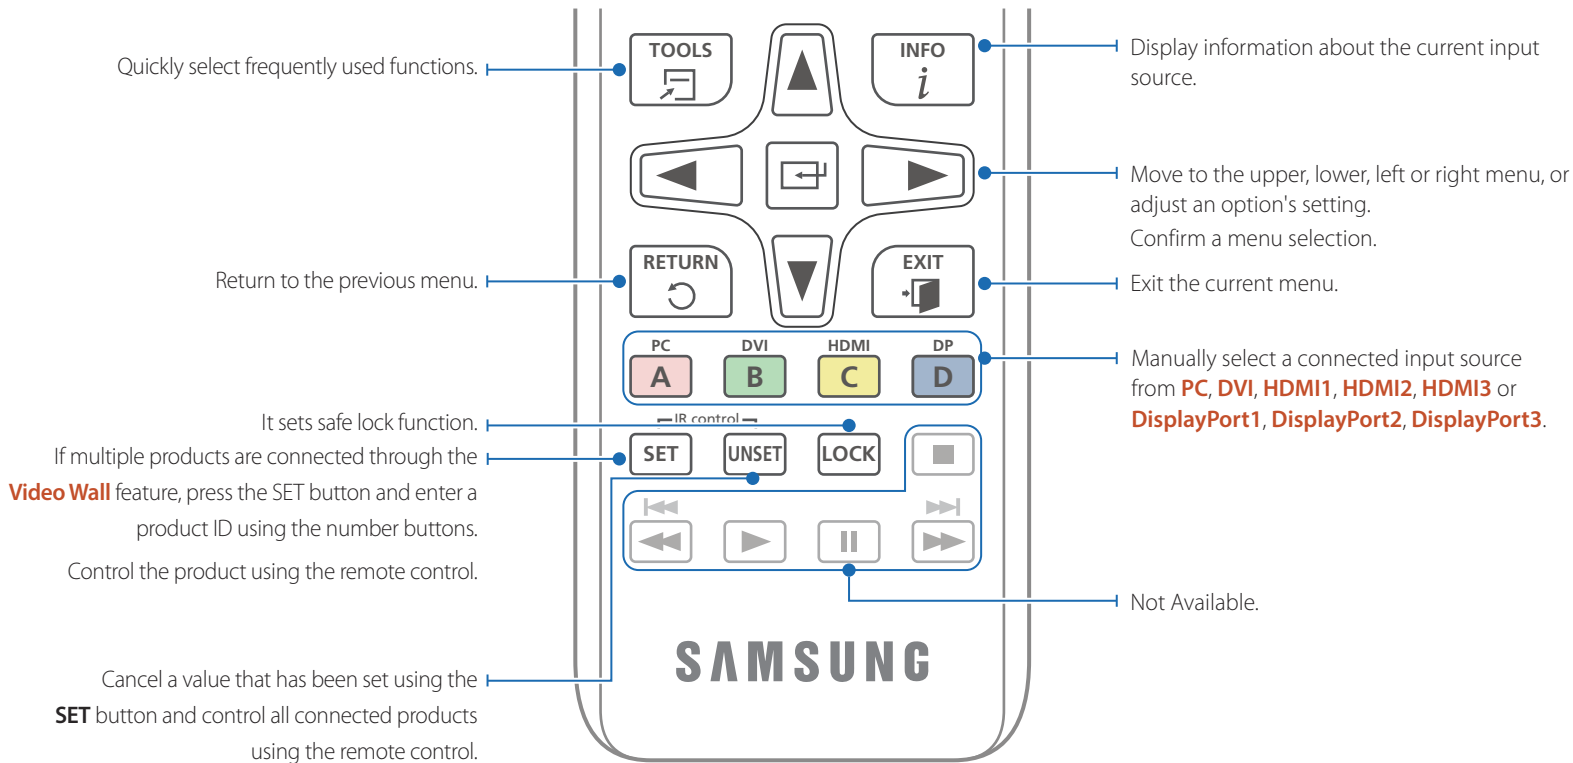 Quickly select frequently used functions.
Return to the previous menu.
It sets safe lock function.
If multiple products are connected through the
Video Wall feature, press the SET button and enter a
product ID using the number buttons.
Control the product using the remote control.
Cancel a value that has been set using the
SET button and control all connected products
using the remote control.
TOOLS
INFO
i
RETURN
EXIT
PC DVI HDMI DP
A B C D
IR control
SET UNSET LOCK
SAMSUNG
Display information about the current input
source.
Move to the upper, lower, left or right menu, or
adjust an option's setting.
Confirm a menu selection.
Exit the current menu.
Manually select a connected input source
from PC, DVI, HDMI1, HDMI2, HDMI3 or
DisplayPort1, DisplayPort2, DisplayPort3.
Not Available.